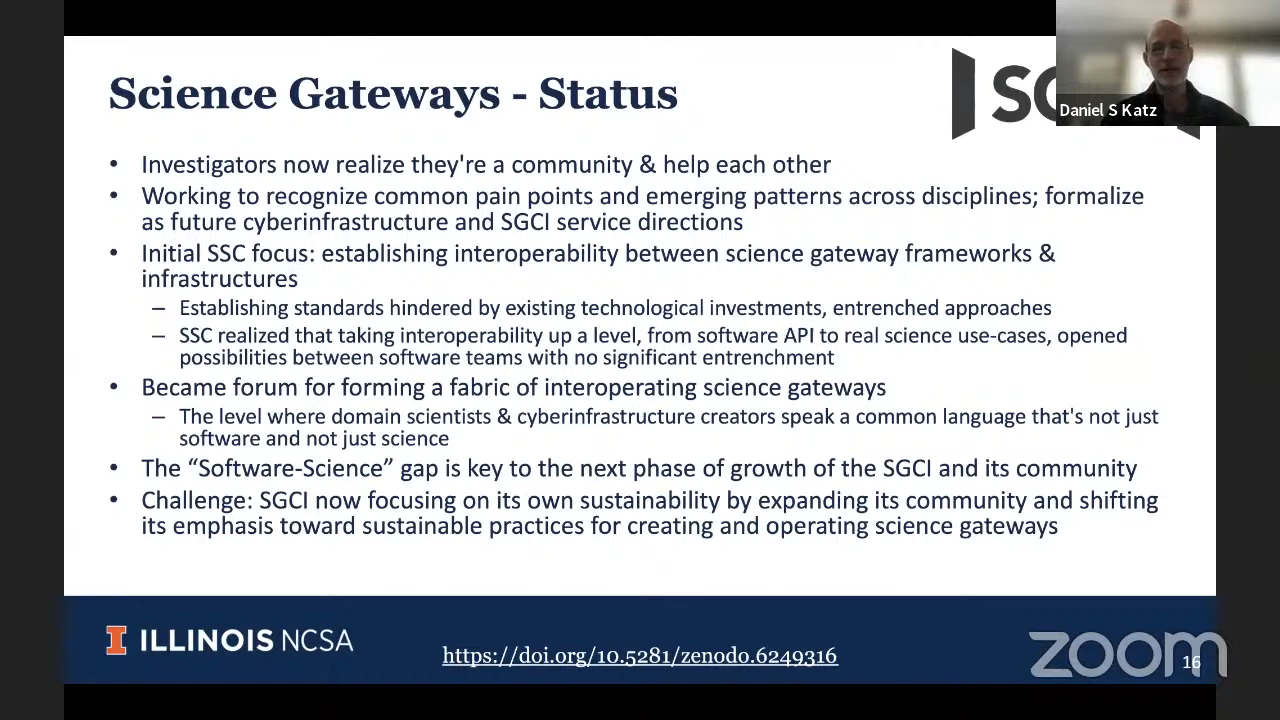 Science Gateways - Status
Daniel S Katz
• Investigators now realize they're a community & help each other
• Working to recognize common pain points and emerging patterns across disciplines; formalize
as future cyberinfrastructure and SGCI service directions
• Initial SSC focus: establishing interoperability between science gateway frameworks &
infrastructures
– Establishing standards hindered by existing technological investments, entrenched approaches
– SSC realized that taking interoperability up a level, from software API to real science use-cases, opened
possibilities between software teams with no significant entrenchment
• Became forum for forming a fabric of interoperating science gateways
– The level where domain scientists & cyberinfrastructure creators speak a common language that's not just
software and not just science
• The “Software-Science” gap is key to the next phase of growth of the SGCI and its community
• Challenge: SGCI now focusing on its own sustainability by expanding its community and shifting
its emphasis toward sustainable practices for creating and operating science gateways
I ILLINOIS NCSA
https://doi.org/10.5281/zenodo.6249316
zoom
16